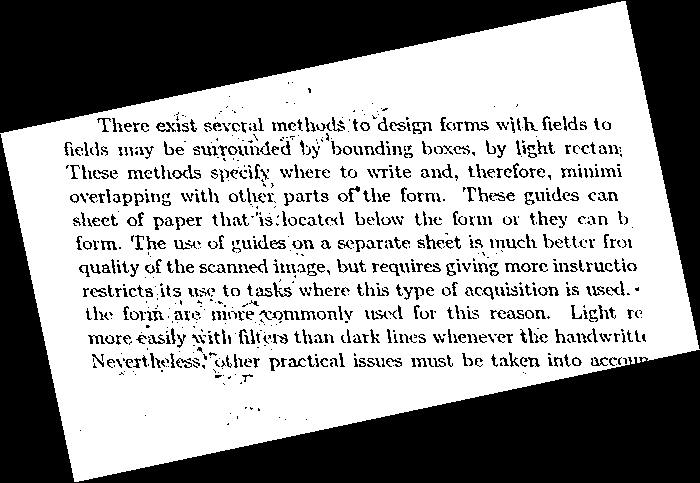 There exist several methods to design forms with fields to
fields may be surrounded by bounding boxes, by light rectan
These methods specify where to write and, therefore, minimi
overlapping with other parts of the form. These guides can
sheet of paper that is located below the form or they can b
form. The use of guides on a separate sheet is much better fro
quality of the scanned image, but requires giving more instructio
restricts its use to tasks where this type of acquisition is used.
the form are more commonly used for this reason. Light re
more easily with filters than dark lines whenever the handwritt
Nevertheless, other practical issues must be taken into accoun